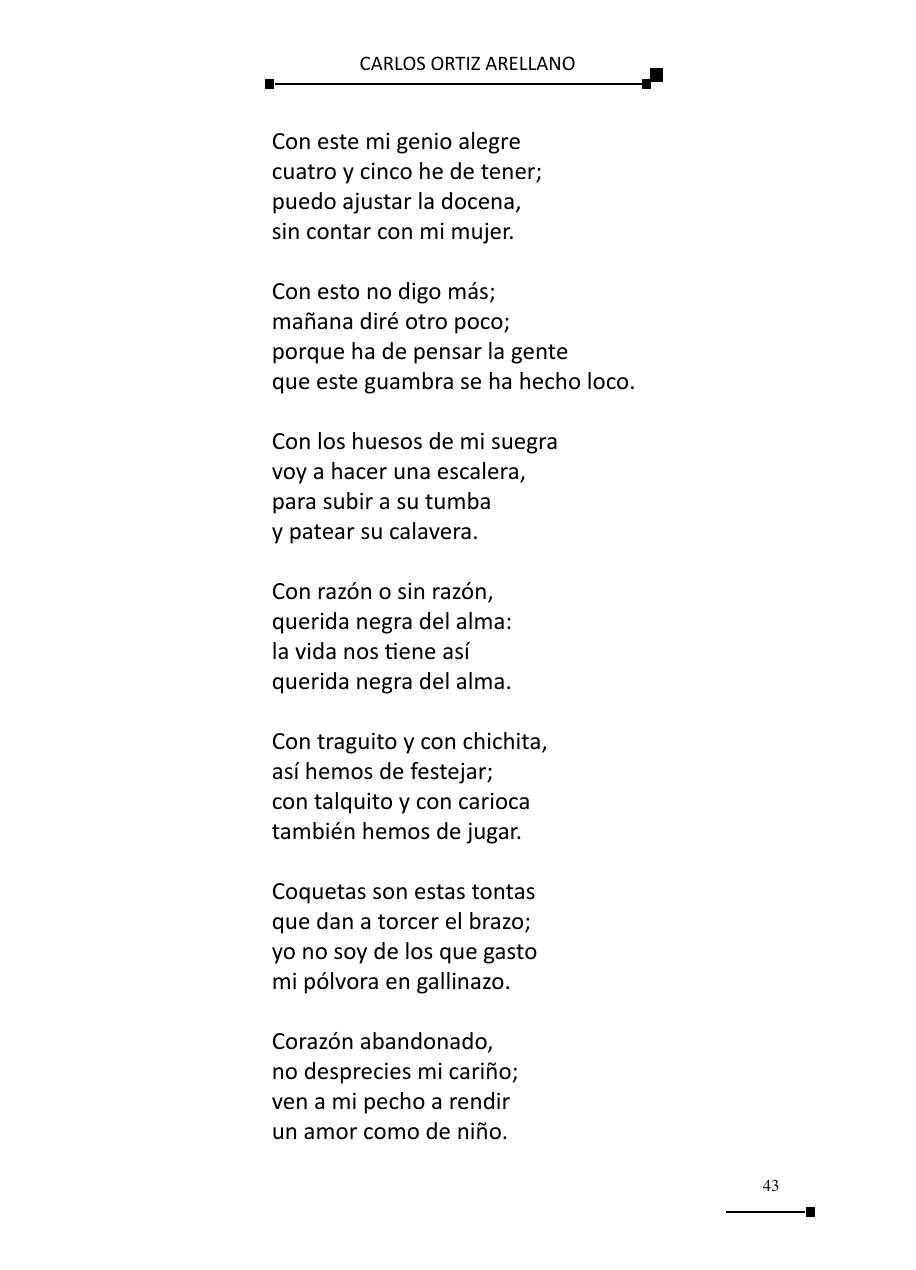 CARLOS ORTIZ ARELLANO
Con este mi genio alegre
cuatro y cinco he de tener;
puedo ajustar la docena,
sin contar con mi mujer.
Con esto no digo más;
mañana diré otro poco;
porque ha de pensar la gente
que este guambra se ha hecho loco.
Con los huesos de mi suegra
voy a hacer una escalera,
para subir a su tumba
y patear su calavera.
Con razón o sin razón,
querida negra del alma:
la vida nos tiene así
querida negra del alma.
Con traguito y con chichita,
así hemos de festejar;
con talquito y con carioca
también hemos de jugar.
Coquetas son estas tontas
que dan a torcer el brazo;
yo no soy de los que gasto
mi pólvora en gallinazo.
Corazón abandonado,
no desprecies mi cariño;
ven a mi pecho a rendir
un amor como de niño.
43